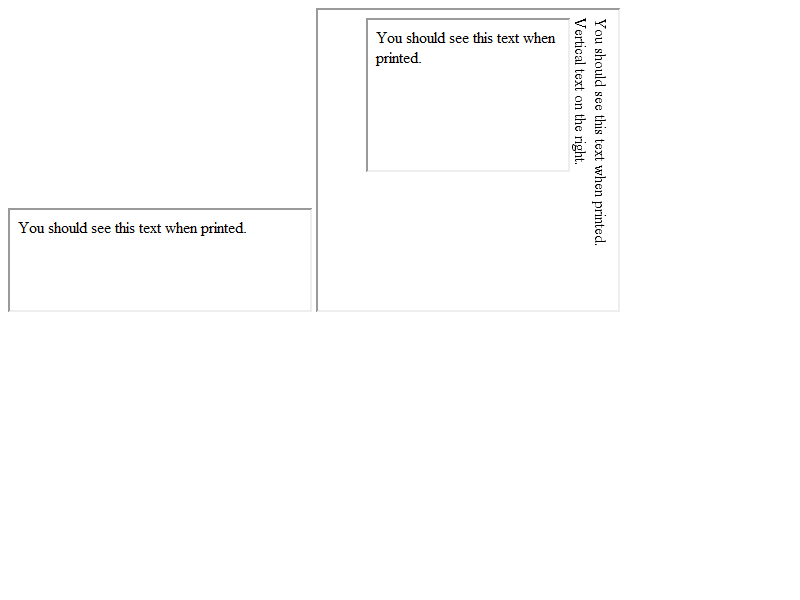 You should see this text when printed.
You should see this text when
printed.
You should see this text when printed.
Vertical text on the right.